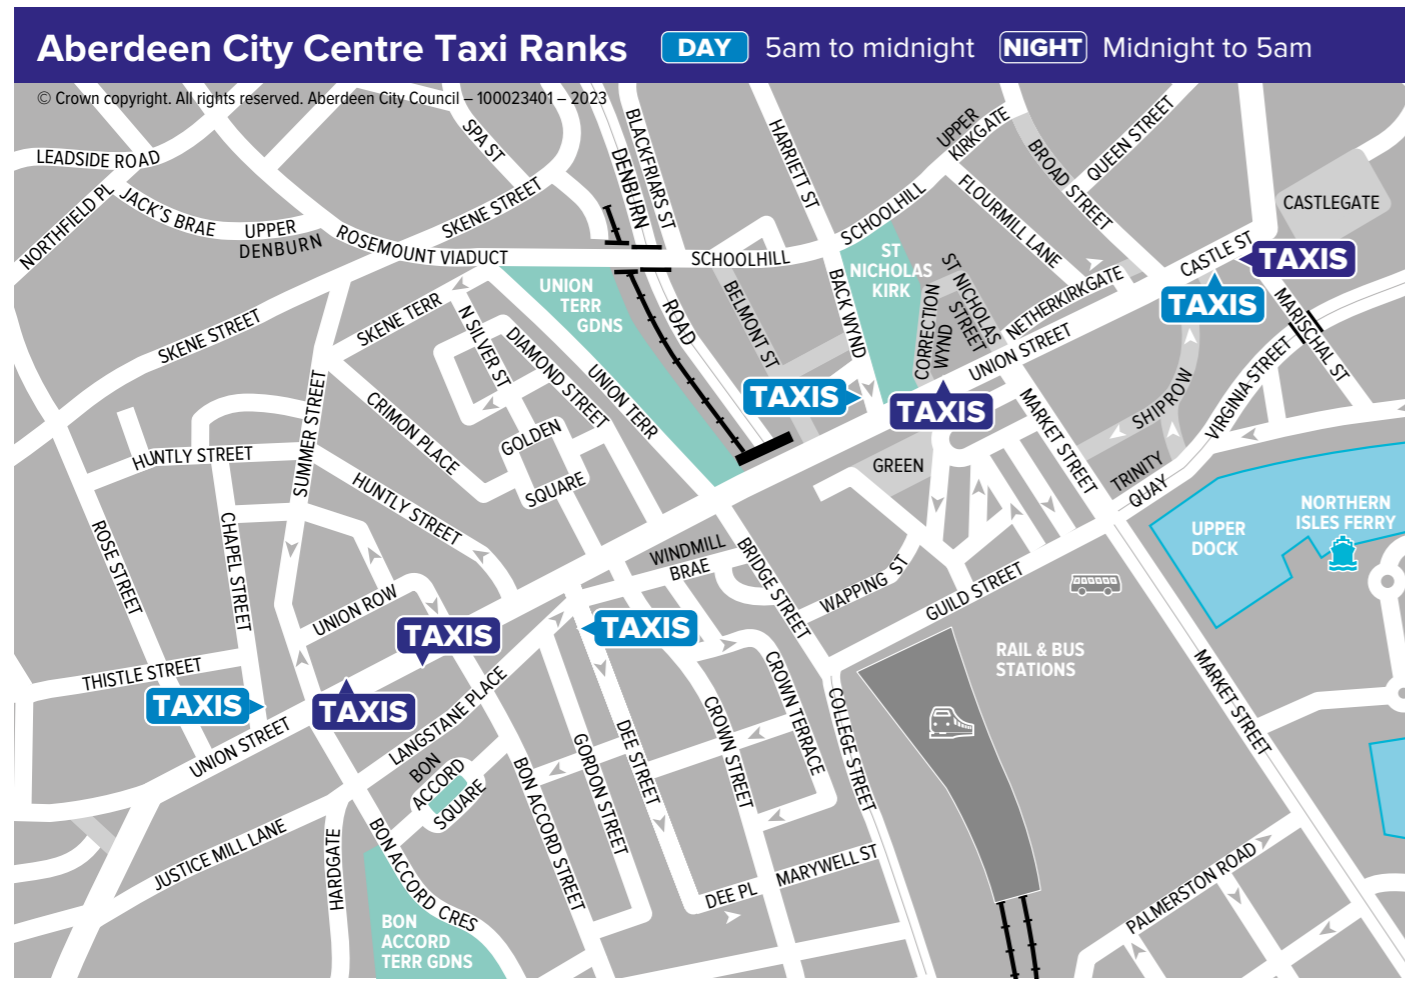 Aberdeen City Centre Taxi Ranks DAY 5am to midnight NIGHT Midnight to 5am
© Crown copyright. All rights reserved. Aberdeen City Council – 100023401 – 2023
LEADSIDE ROAD
NORTHFIELD PL
JACK'S BRAE
UPPER
DENBURN
SPA ST
SKENE STREET
ROSEMOUNT VIADUCT
DENBURN
BLACKFRIARS ST
HARRIETT ST
SCHOOLHILL
SCHOOLHILL
UPPER
KIRKGATE
BROAD STREET
QUEEN STREET
FLOURMILL LANE
CASTLEGATE
CASTLE ST
TAXIS
TAXIS
MARISCHAL ST
ST
NICHOLAS
KIRK
BACK WYND
CORRECTION
WYND
ST NICHOLAS
STREET
NETHERKIRKGATE
UNION STREET
UNION
TERR
GDNS
ROAD
BELMONT ST
SKENE STREET
SKENE TERR
N SILVER ST
DIAMOND STREET
UNION TERR
TAXIS
TAXIS
SHIPROW
VIRGINIA STREET
MARKET STREET
TRINITY
QUAY
GREEN
CRIMON PLACE
GOLDEN
SQUARE
SUMMER STREET
HUNTLY STREET
HUNTLY STREET
CHAPEL STREET
ROSE STREET
UNION ROW
WINDMILL
BRAE
BRIDGE STREET
WAPPING ST
GUILD STREET
UPPER
DOCK
NORTHERN
ISLES FERRY
RAIL & BUS
STATIONS
MARKET STREET
TAXIS
TAXIS
THISTLE STREET
TAXIS
TAXIS
UNION STREET
LANGSTANE PLACE
BON
ACCORD
SQUARE
BON ACCORD STREET
GORDON STREET
DEE STREET
CROWN STREET
CROWN TERRACE
COLLEGE STREET
JUSTICE MILL LANE
HARDGATE
BON ACCORD CRES
BON
ACCORD
TERR GDNS
DEE PL
MARYWELL ST
PALMERSTON ROAD